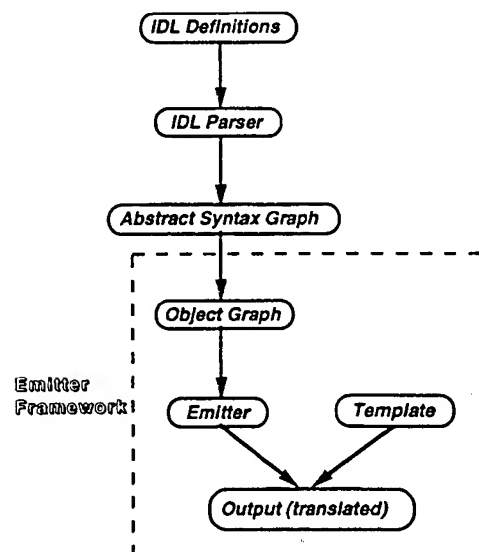 IDL Definitions
IDL Parser
Abstract Syntax Graph
Object Graph
Emitter
Framework
Emitter
Template
Output (translated)